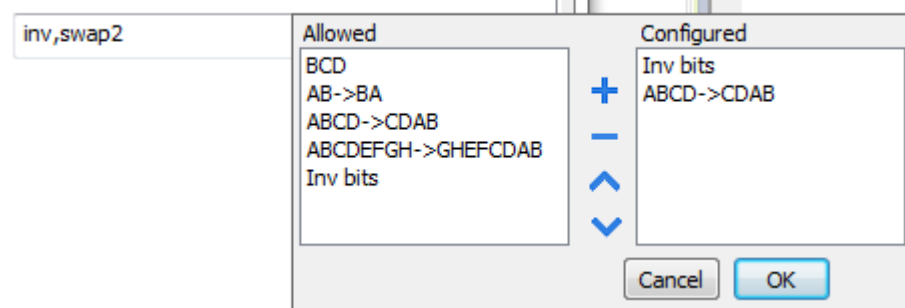 inv,swap2
Allowed
BCD
AB->BA
ABCD->CDAB
ABCDEFGH->GHEFCDAB
Inv bits
Configured
Inv bits
ABCD->CDAB
Cancel
OK